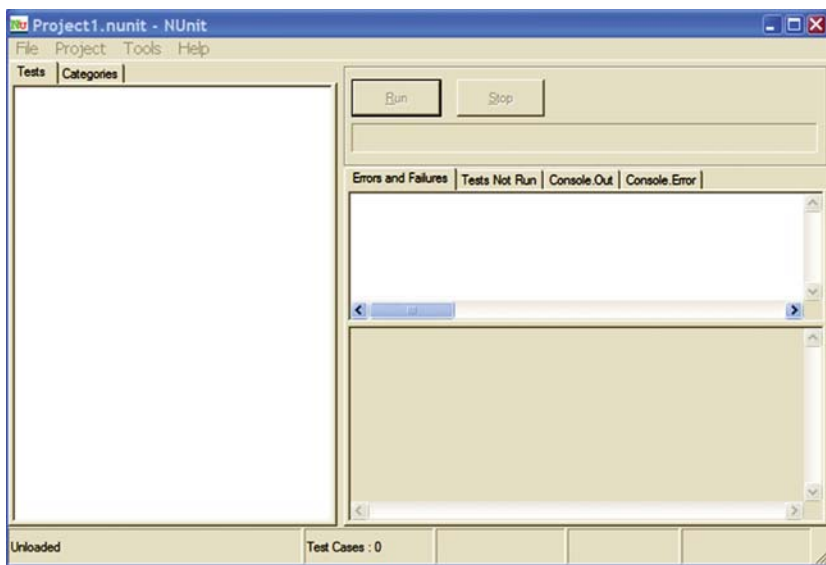 Project1.nunit - NUnit
File Project Tools Help
Tests Categories
Run Stop
Errors and Failures Tests Not Run Console.Out Console.Error
Unloaded Test Cases : 0